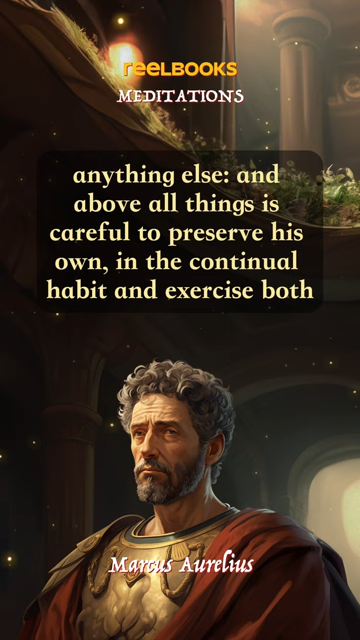 reelbooks
MEDITATIONS
anything else: and
above all things is
careful to preserve his
own, in the continual
habit and exercise both
Marcus Aurelius